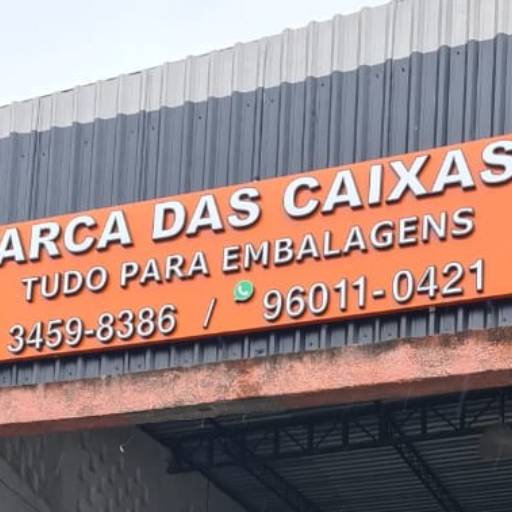 ARCA DAS CAIXAS
TUDO PARA EMBALAGENS
3459-8386 / 96011-0421